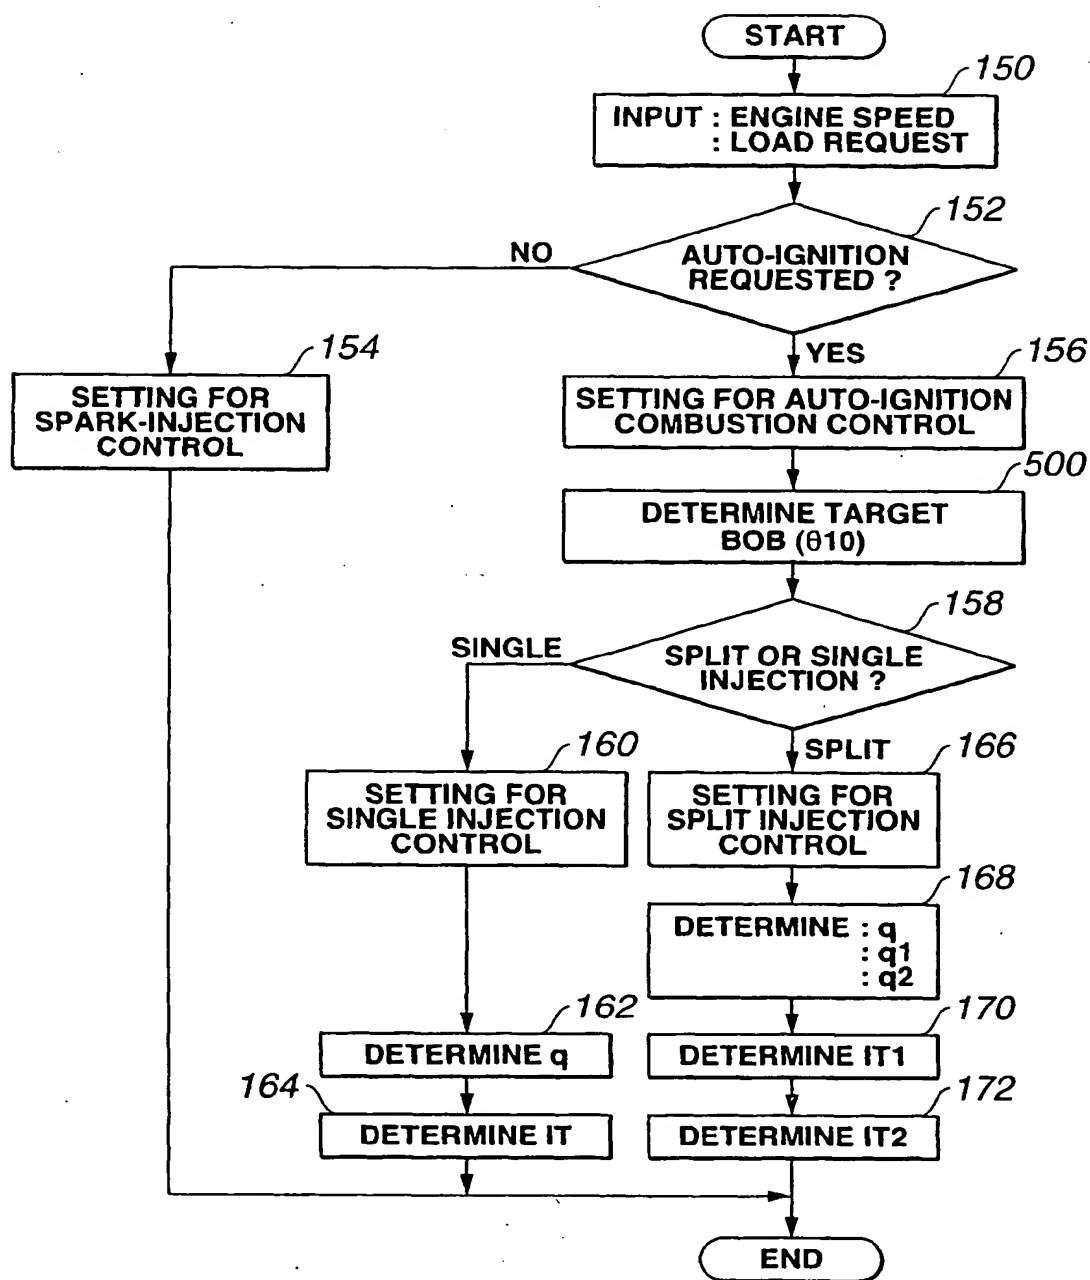 START
150
INPUT : ENGINE SPEED
: LOAD REQUEST
152
NO
AUTO-IGNITION
REQUESTED ?
154
YES
156
SETTING FOR
SPARK-INJECTION
CONTROL
SETTING FOR AUTO-IGNITION
COMBUSTION CONTROL
500
DETERMINE TARGET
BOB (θ10)
158
SINGLE
SPLIT OR SINGLE
INJECTION ?
160
SPLIT
166
SETTING FOR
SINGLE INJECTION
CONTROL
SETTING FOR
SPLIT INJECTION
CONTROL
168
DETERMINE : q
: q1
: q2
162
170
DETERMINE q
DETERMINE IT1
164
172
DETERMINE IT
DETERMINE IT2
END